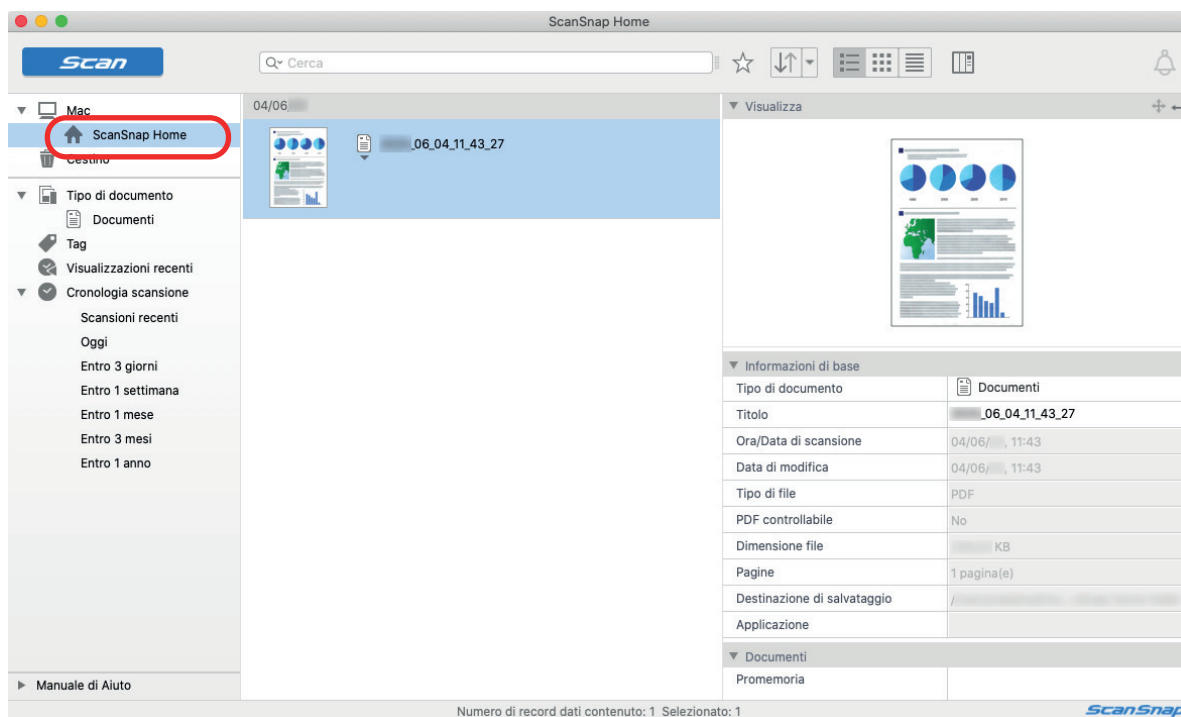 ScanSnap Home
Scan
Cerca
Mac
ScanSnap Home
Cestino
Tipo di documento
Documenti
Tag
Visualizzazioni recenti
Cronologia scansione
Scansioni recenti
Oggi
Entro 3 giorni
Entro 1 settimana
Entro 1 mese
Entro 3 mesi
Entro 1 anno
Manuale di Aiuto
04/06/
_06_04_11_43_27
Visualizza
Informazioni di base
Tipo di documento Documenti
Titolo _06_04_11_43_27
Ora/Data di scansione 04/06/ , 11:43
Data di modifica 04/06/ , 11:43
Tipo di file PDF
PDF controllabile No
Dimensione file KB
Pagine 1 pagina(e)
Destinazione di salvataggio /
Applicazione
Documenti
Promemoria
Numero di record dati contenuto: 1 Selezionato: 1
ScanSnap